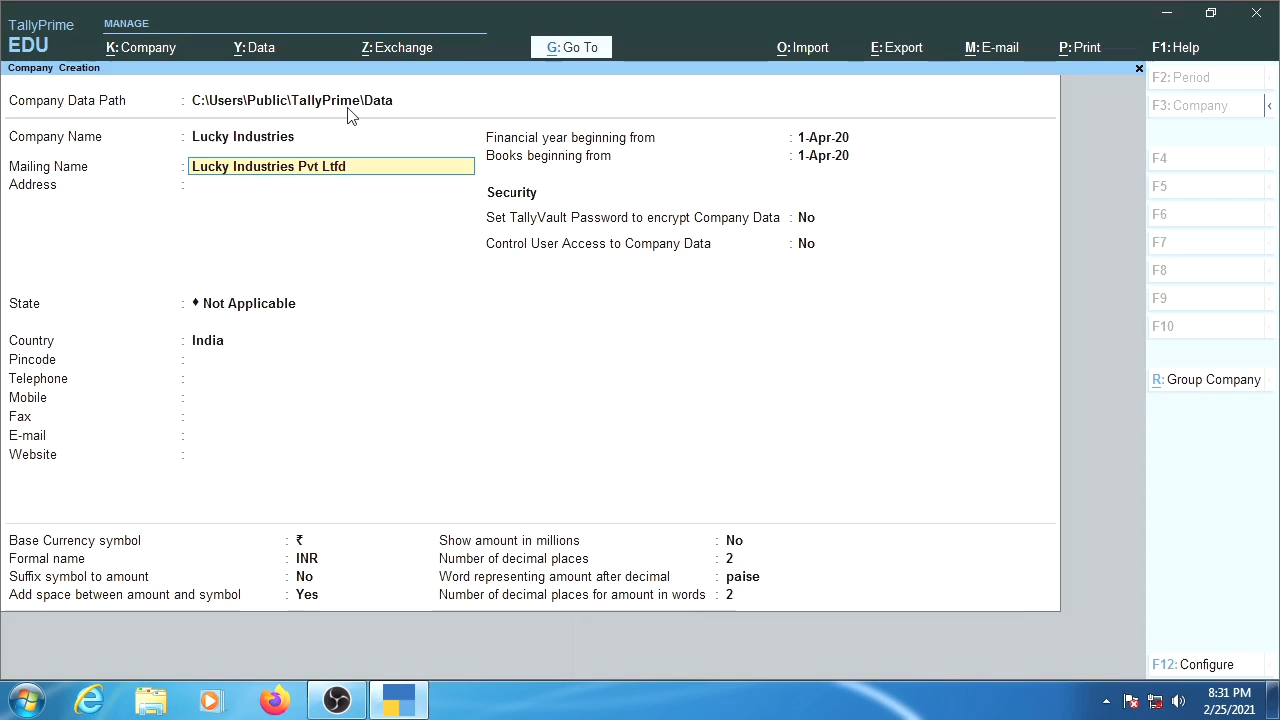 TallyPrime
EDU
MANAGE
K: Company Y: Data Z: Exchange G: Go To O: Import E: Export M: E-mail P: Print F1: Help
Company Creation
F2: Period
F3: Company
Company Data Path : C:\Users\Public\TallyPrime\Data
Company Name : Lucky Industries Financial year beginning from : 1-Apr-20
Books beginning from : 1-Apr-20
Mailing Name : Lucky Industries Pvt Ltfd
Address :
Security
Set TallyVault Password to encrypt Company Data : No
Control User Access to Company Data : No
State : ♦ Not Applicable
Country : India
Pincode :
Telephone :
Mobile :
Fax :
E-mail :
Website :
Base Currency symbol : ₹ Show amount in millions : No
Formal name : INR Number of decimal places : 2
Suffix symbol to amount : No Word representing amount after decimal : paise
Add space between amount and symbol : Yes Number of decimal places for amount in words : 2
F4
F5
F6
F7
F8
F9
F10
R: Group Company
F12: Configure
8:31 PM
2/25/2021